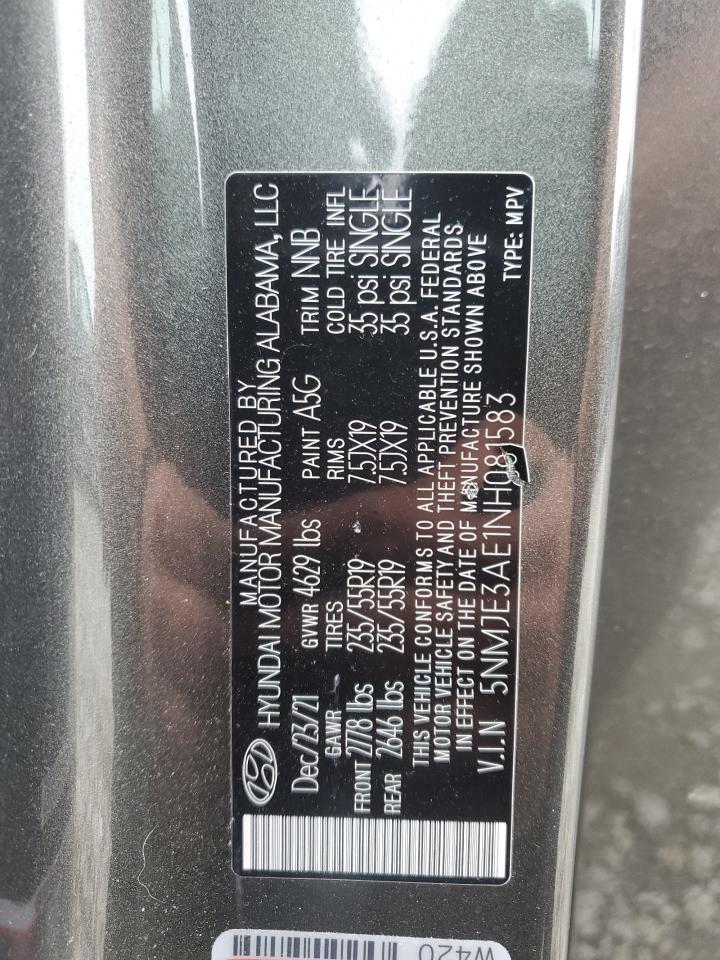 MANUFACTURED BY
HYUNDAI MOTOR MANUFACTURING ALABAMA, LLC
Dec/23/21 GVWR 4629 lbs PAINT A5G TRIM NNB
GAWR TIRES RIMS COLD TIRE INFL
FRONT 2778 lbs 235/55R19 7.5JX19 35 psi SINGLE
REAR 2646 lbs 235/55R19 7.5JX19 35 psi SINGLE
THIS VEHICLE CONFORMS TO ALL APPLICABLE U.S.A. FEDERAL
MOTOR VEHICLE SAFETY AND THEFT PREVENTION STANDARDS
IN EFFECT ON THE DATE OF MANUFACTURE SHOWN ABOVE
V.I.N 5NMJE3AE1NH081583 TYPE: MPV
W420